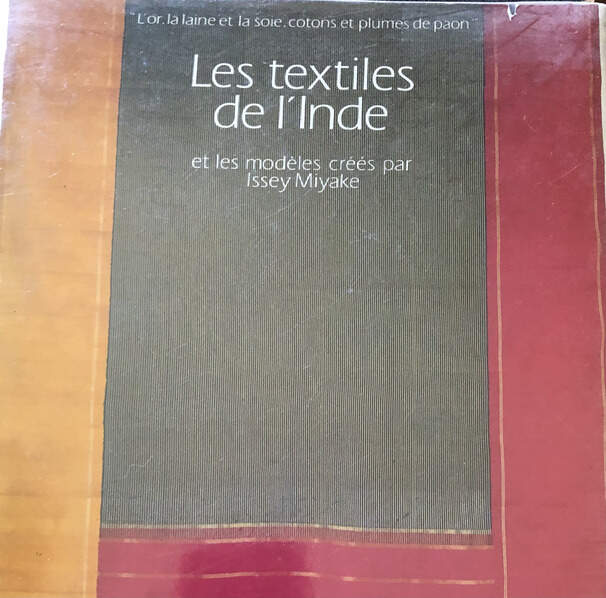 "L'or, la laine et la soie, cotons et plumes de paon"
Les textiles
de l'Inde
et les modèles créés par
Issey Miyake